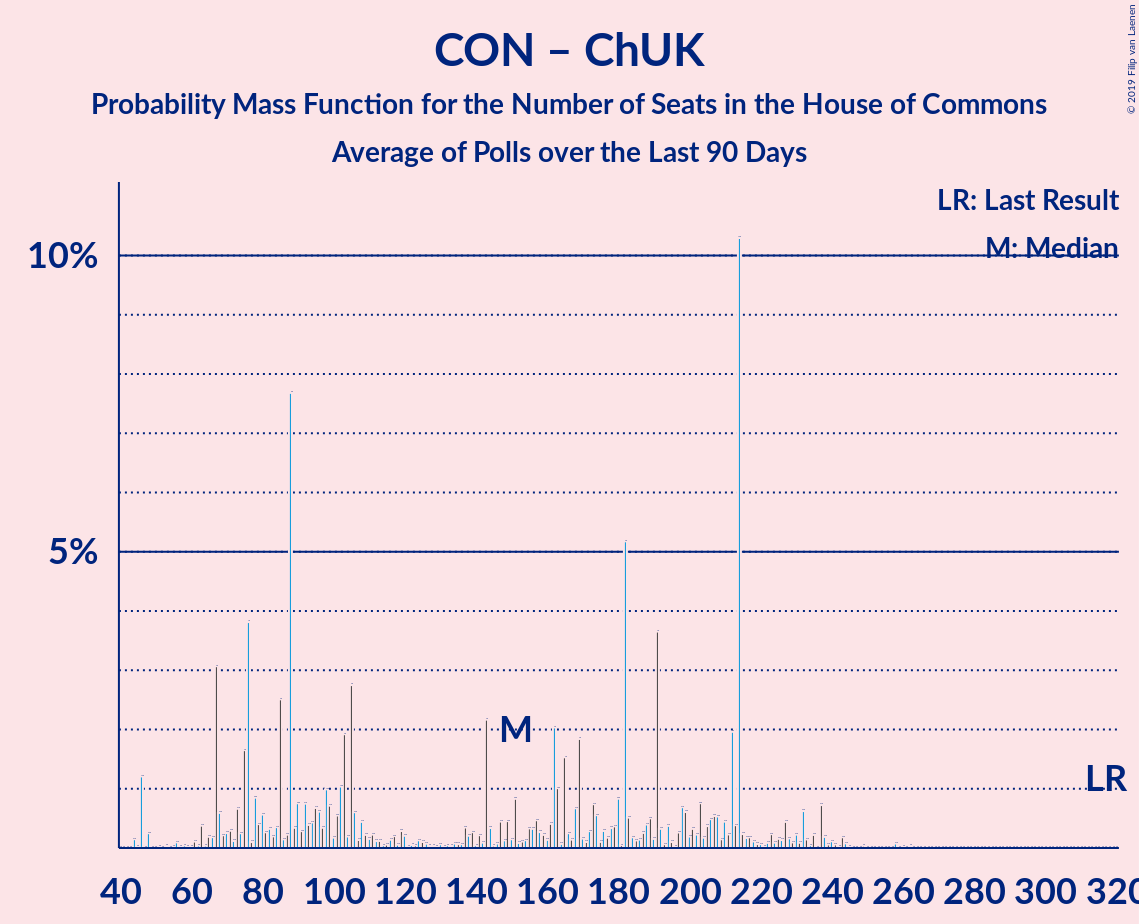 CON – ChUK
Probability Mass Function for the Number of Seats in the House of Commons
Average of Polls over the Last 90 Days
© 2019 Filip van Laenen
LR: Last Result
M: Median
10%
5%
M
LR
40 60 80 100 120 140 160 180 200 220 240 260 280 300 320